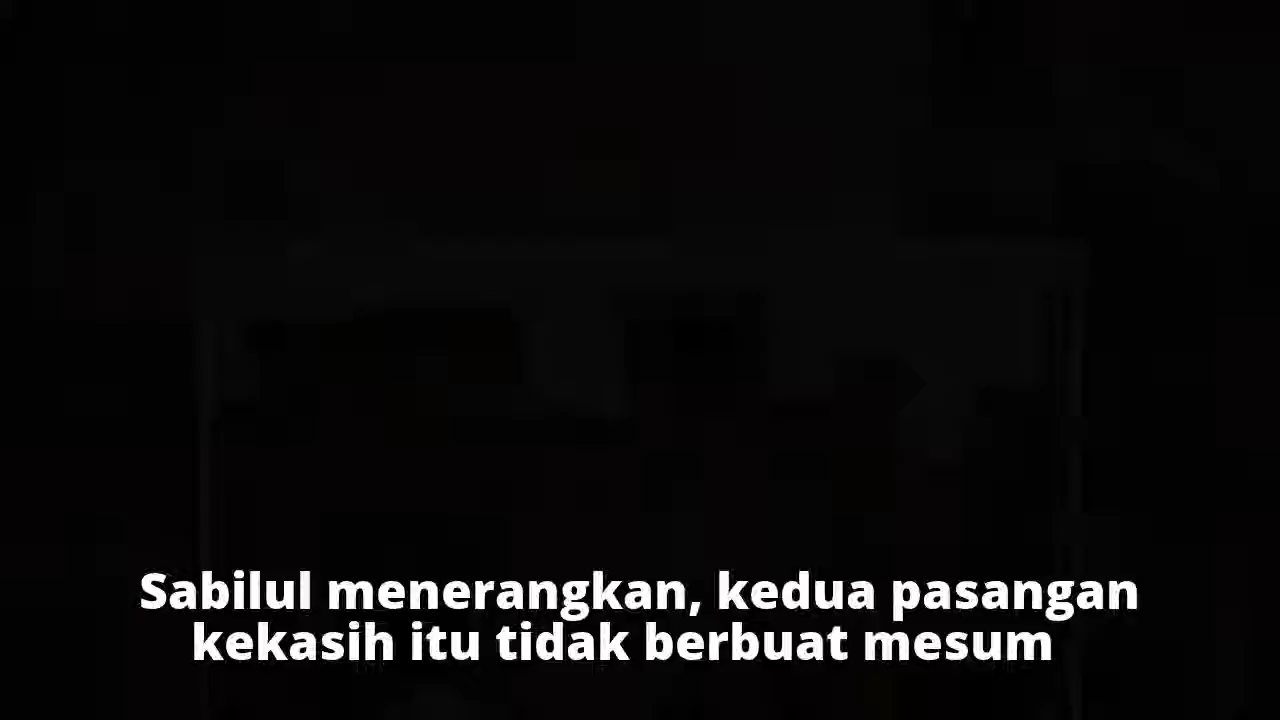 Sabilul menerangkan, kedua pasangan
kekasih itu tidak berbuat mesum